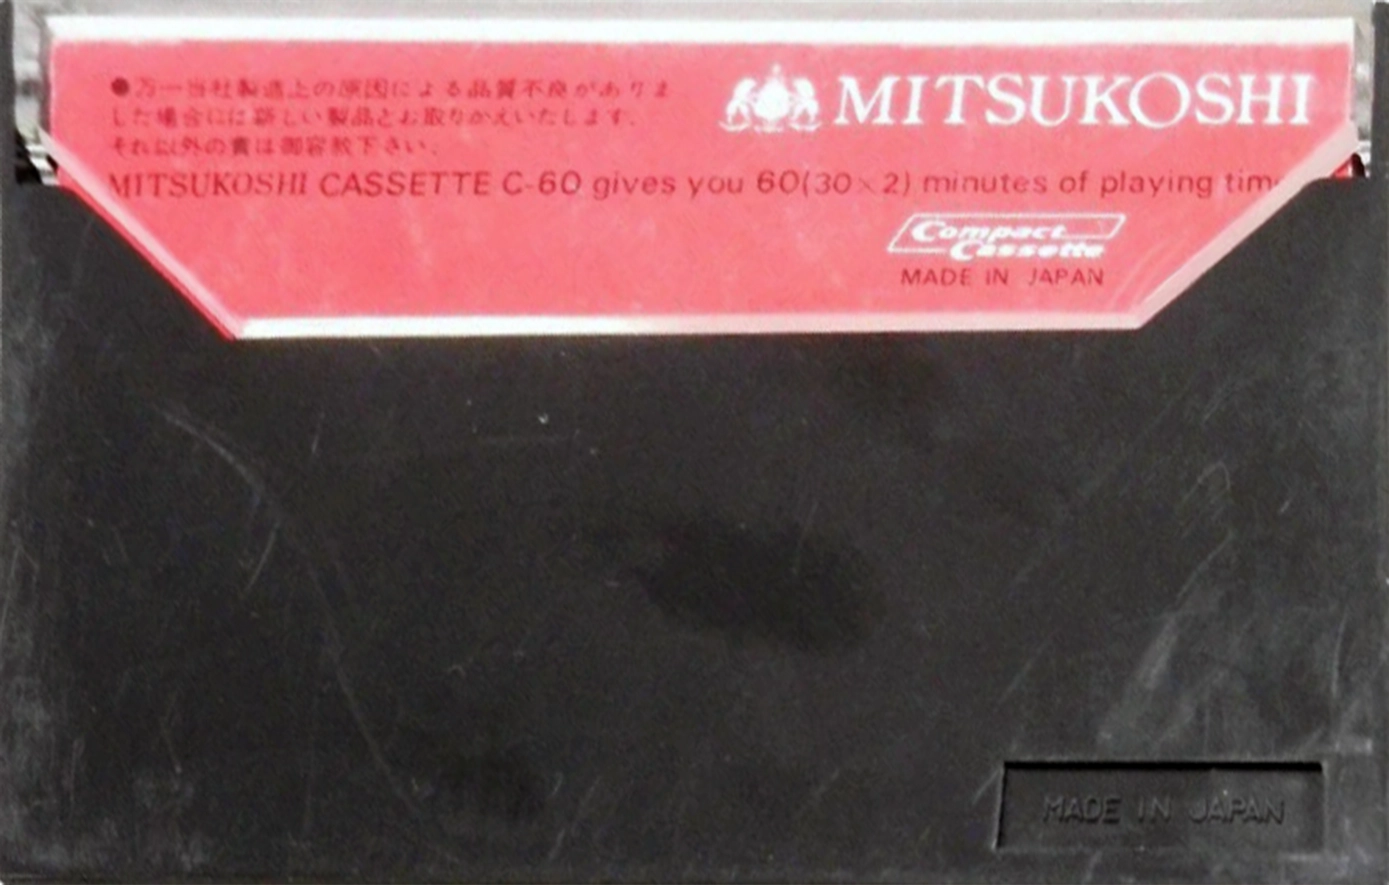 ●万一当社製造上の原因による品質不良がありま
した場合には新しい製品とお取りかえいたします。
それ以外の責は御容赦下さい。
MITSUKOSHI
MITSUKOSHI CASSETTE C-60 gives you 60(30×2) minutes of playing tim
Compact
Cassette
MADE IN JAPAN
MADE IN JAPAN